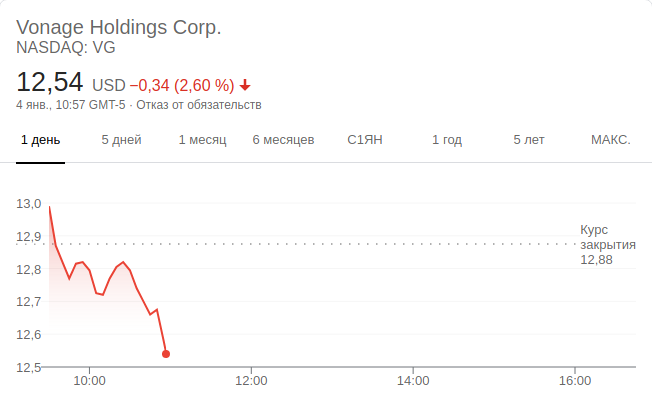 Vonage Holdings Corp.
NASDAQ: VG
12,54 USD −0,34 (2,60 %)
4 янв., 10:57 GMT-5 · Отказ от обязательств
1 день 5 дней 1 месяц 6 месяцев С1ЯН 1 год 5 лет МАКС.
13,0
12,9
12,8
12,7
12,6
12,5
Курс
закрытия
12,88
10:00 12:00 14:00 16:00